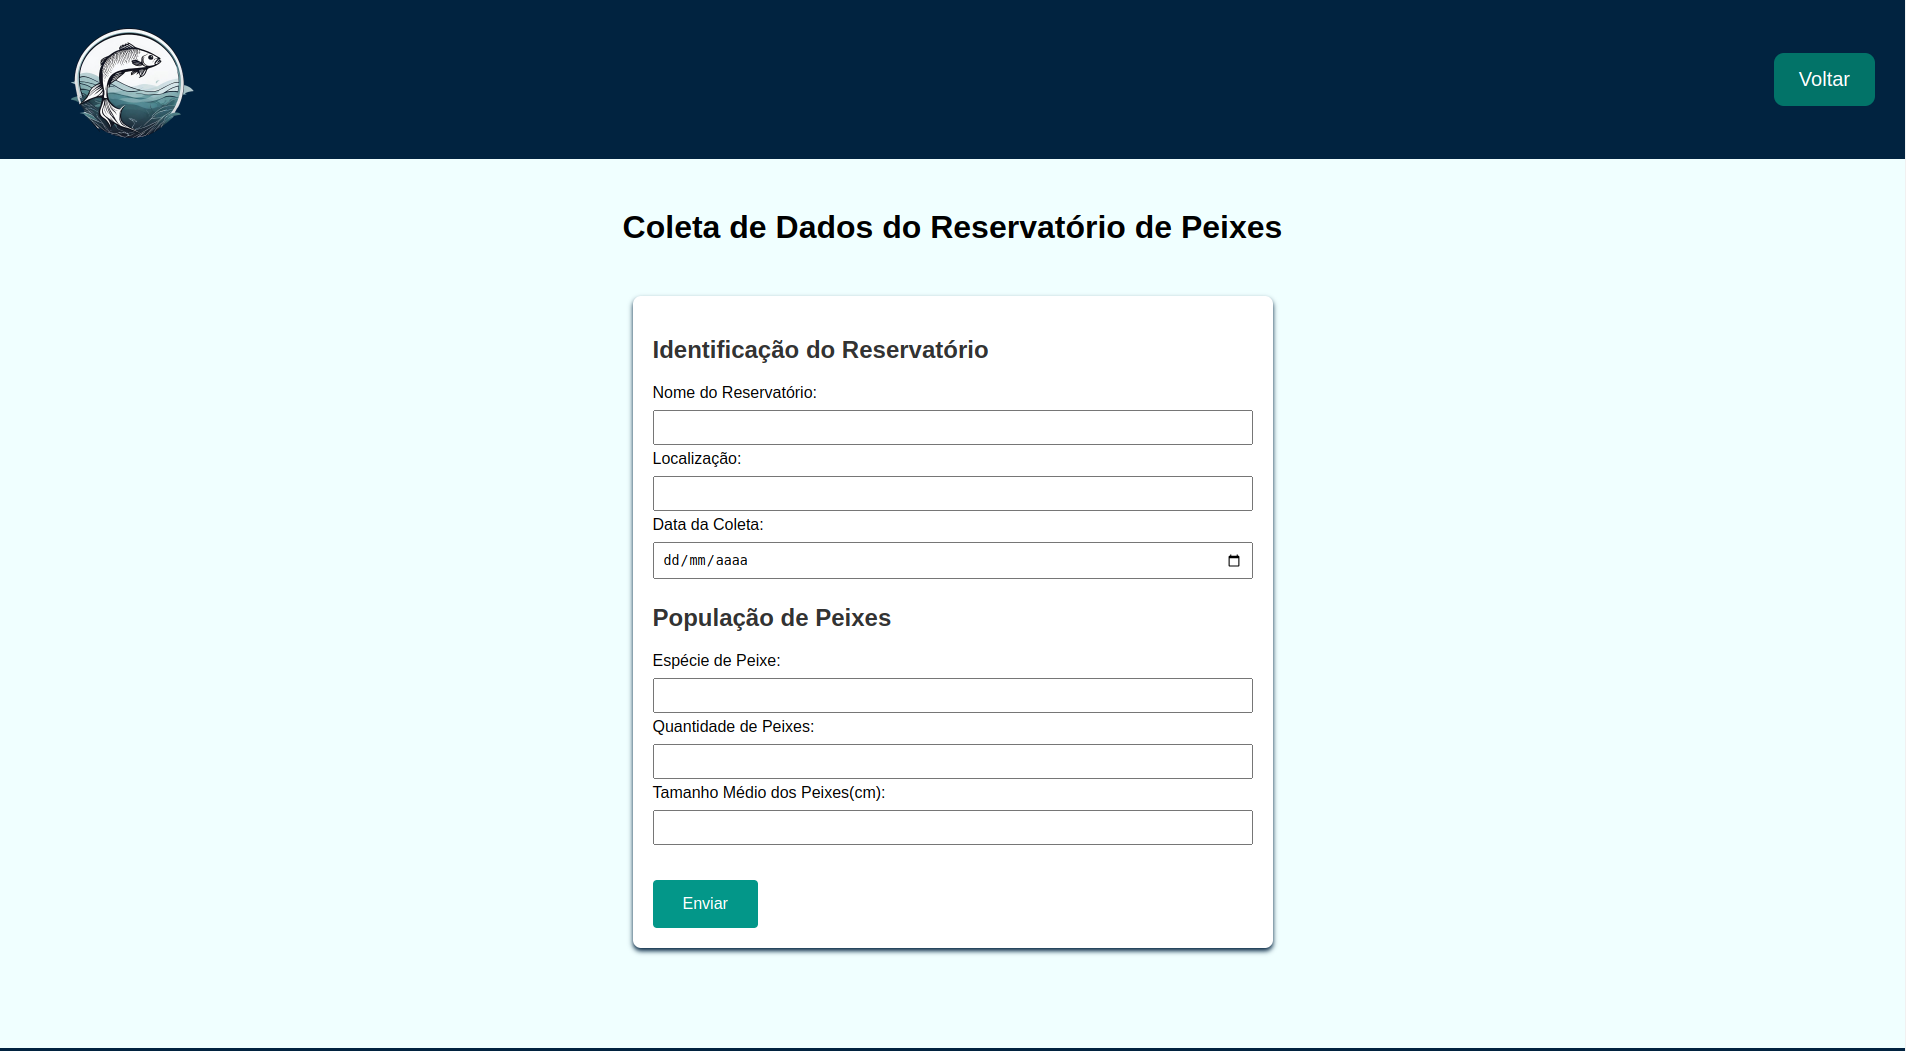 Voltar
Coleta de Dados do Reservatório de Peixes
Identificação do Reservatório
Nome do Reservatório:
Localização:
Data da Coleta:
dd/mm/aaaa
População de Peixes
Espécie de Peixe:
Quantidade de Peixes:
Tamanho Médio dos Peixes(cm):
Enviar